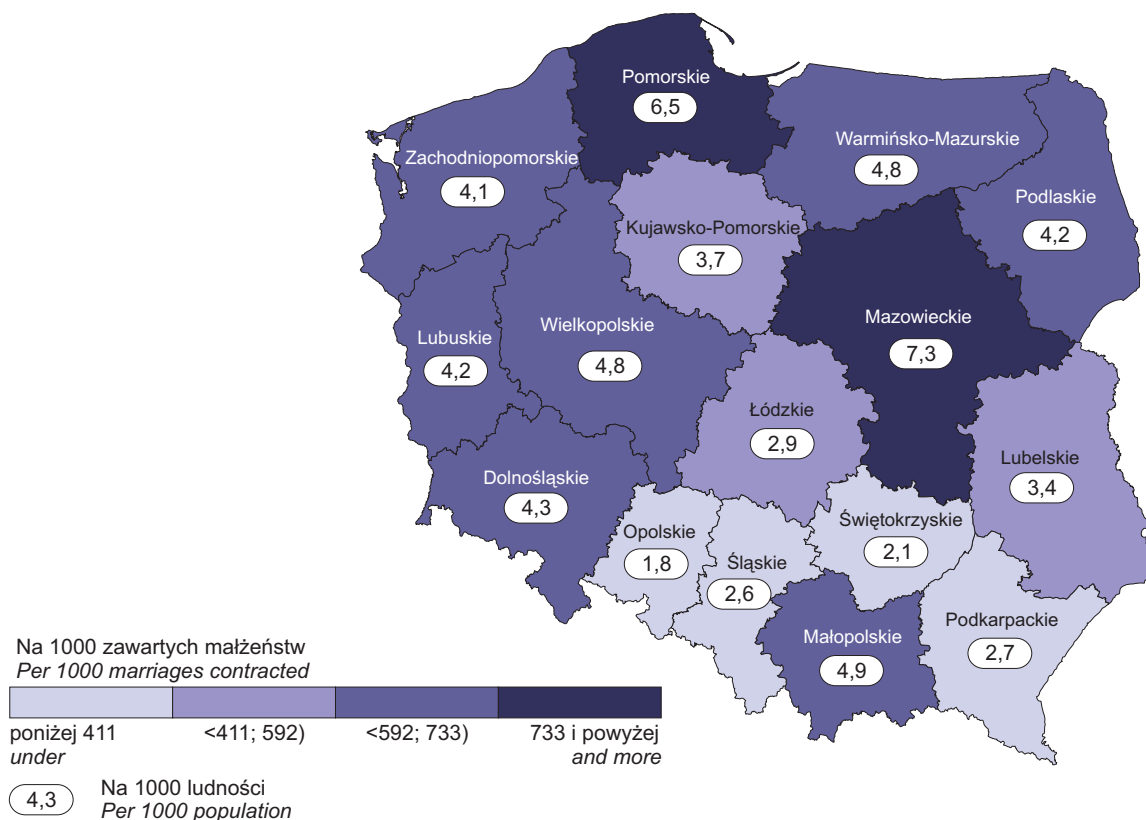 Pomorskie
6,5
Zachodniopomorskie
4,1
Warmińsko-Mazurskie
4,8
Podlaskie
4,2
Kujawsko-Pomorskie
3,7
Lubuskie
4,2
Wielkopolskie
4,8
Mazowieckie
7,3
Łódzkie
2,9
Lubelskie
3,4
Dolnośląskie
4,3
Opolskie
1,8
Śląskie
2,6
Świętokrzyskie
2,1
Małopolskie
4,9
Podkarpackie
2,7
Na 1000 zawartych małżeństw
Per 1000 marriages contracted
poniżej 411 <411; 592) <592; 733) 733 i powyżej
under and more
4,3 Na 1000 ludności
Per 1000 population